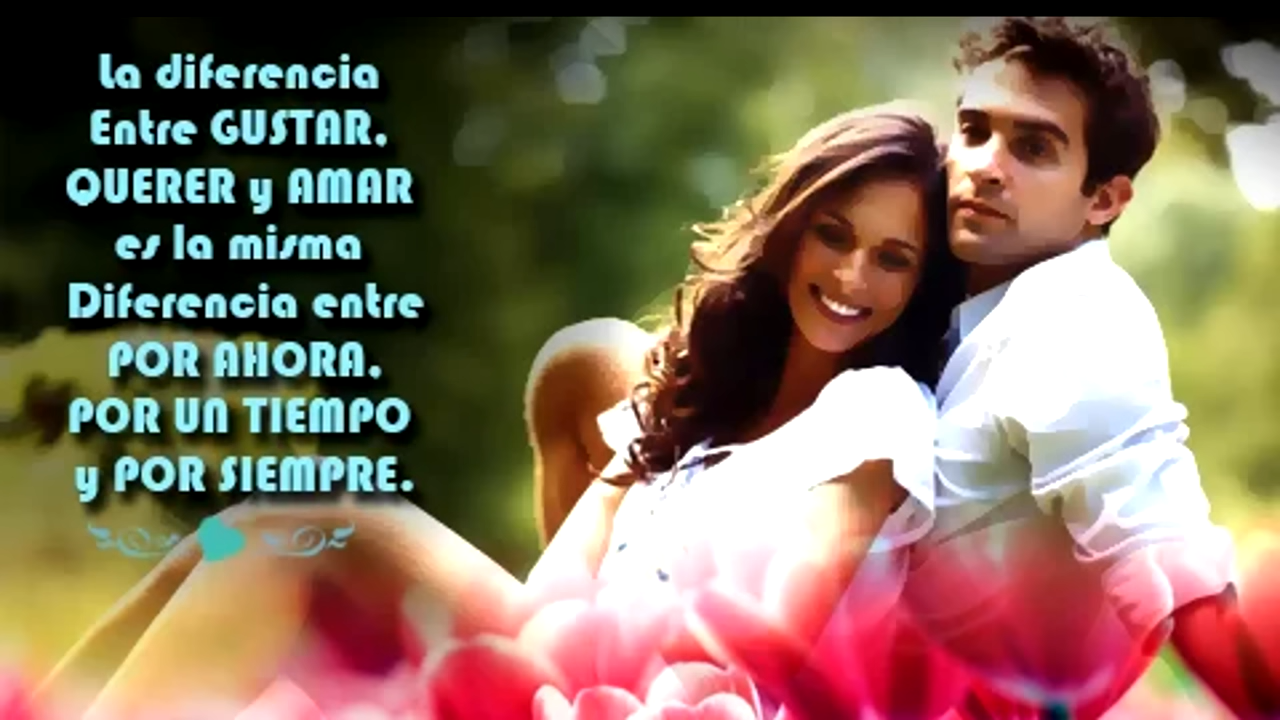 La diferencia
Entre GUSTAR.
QUERER y AMAR
es la misma
Diferencia entre
POR AHORA.
POR UN TIEMPO
y POR SIEMPRE.